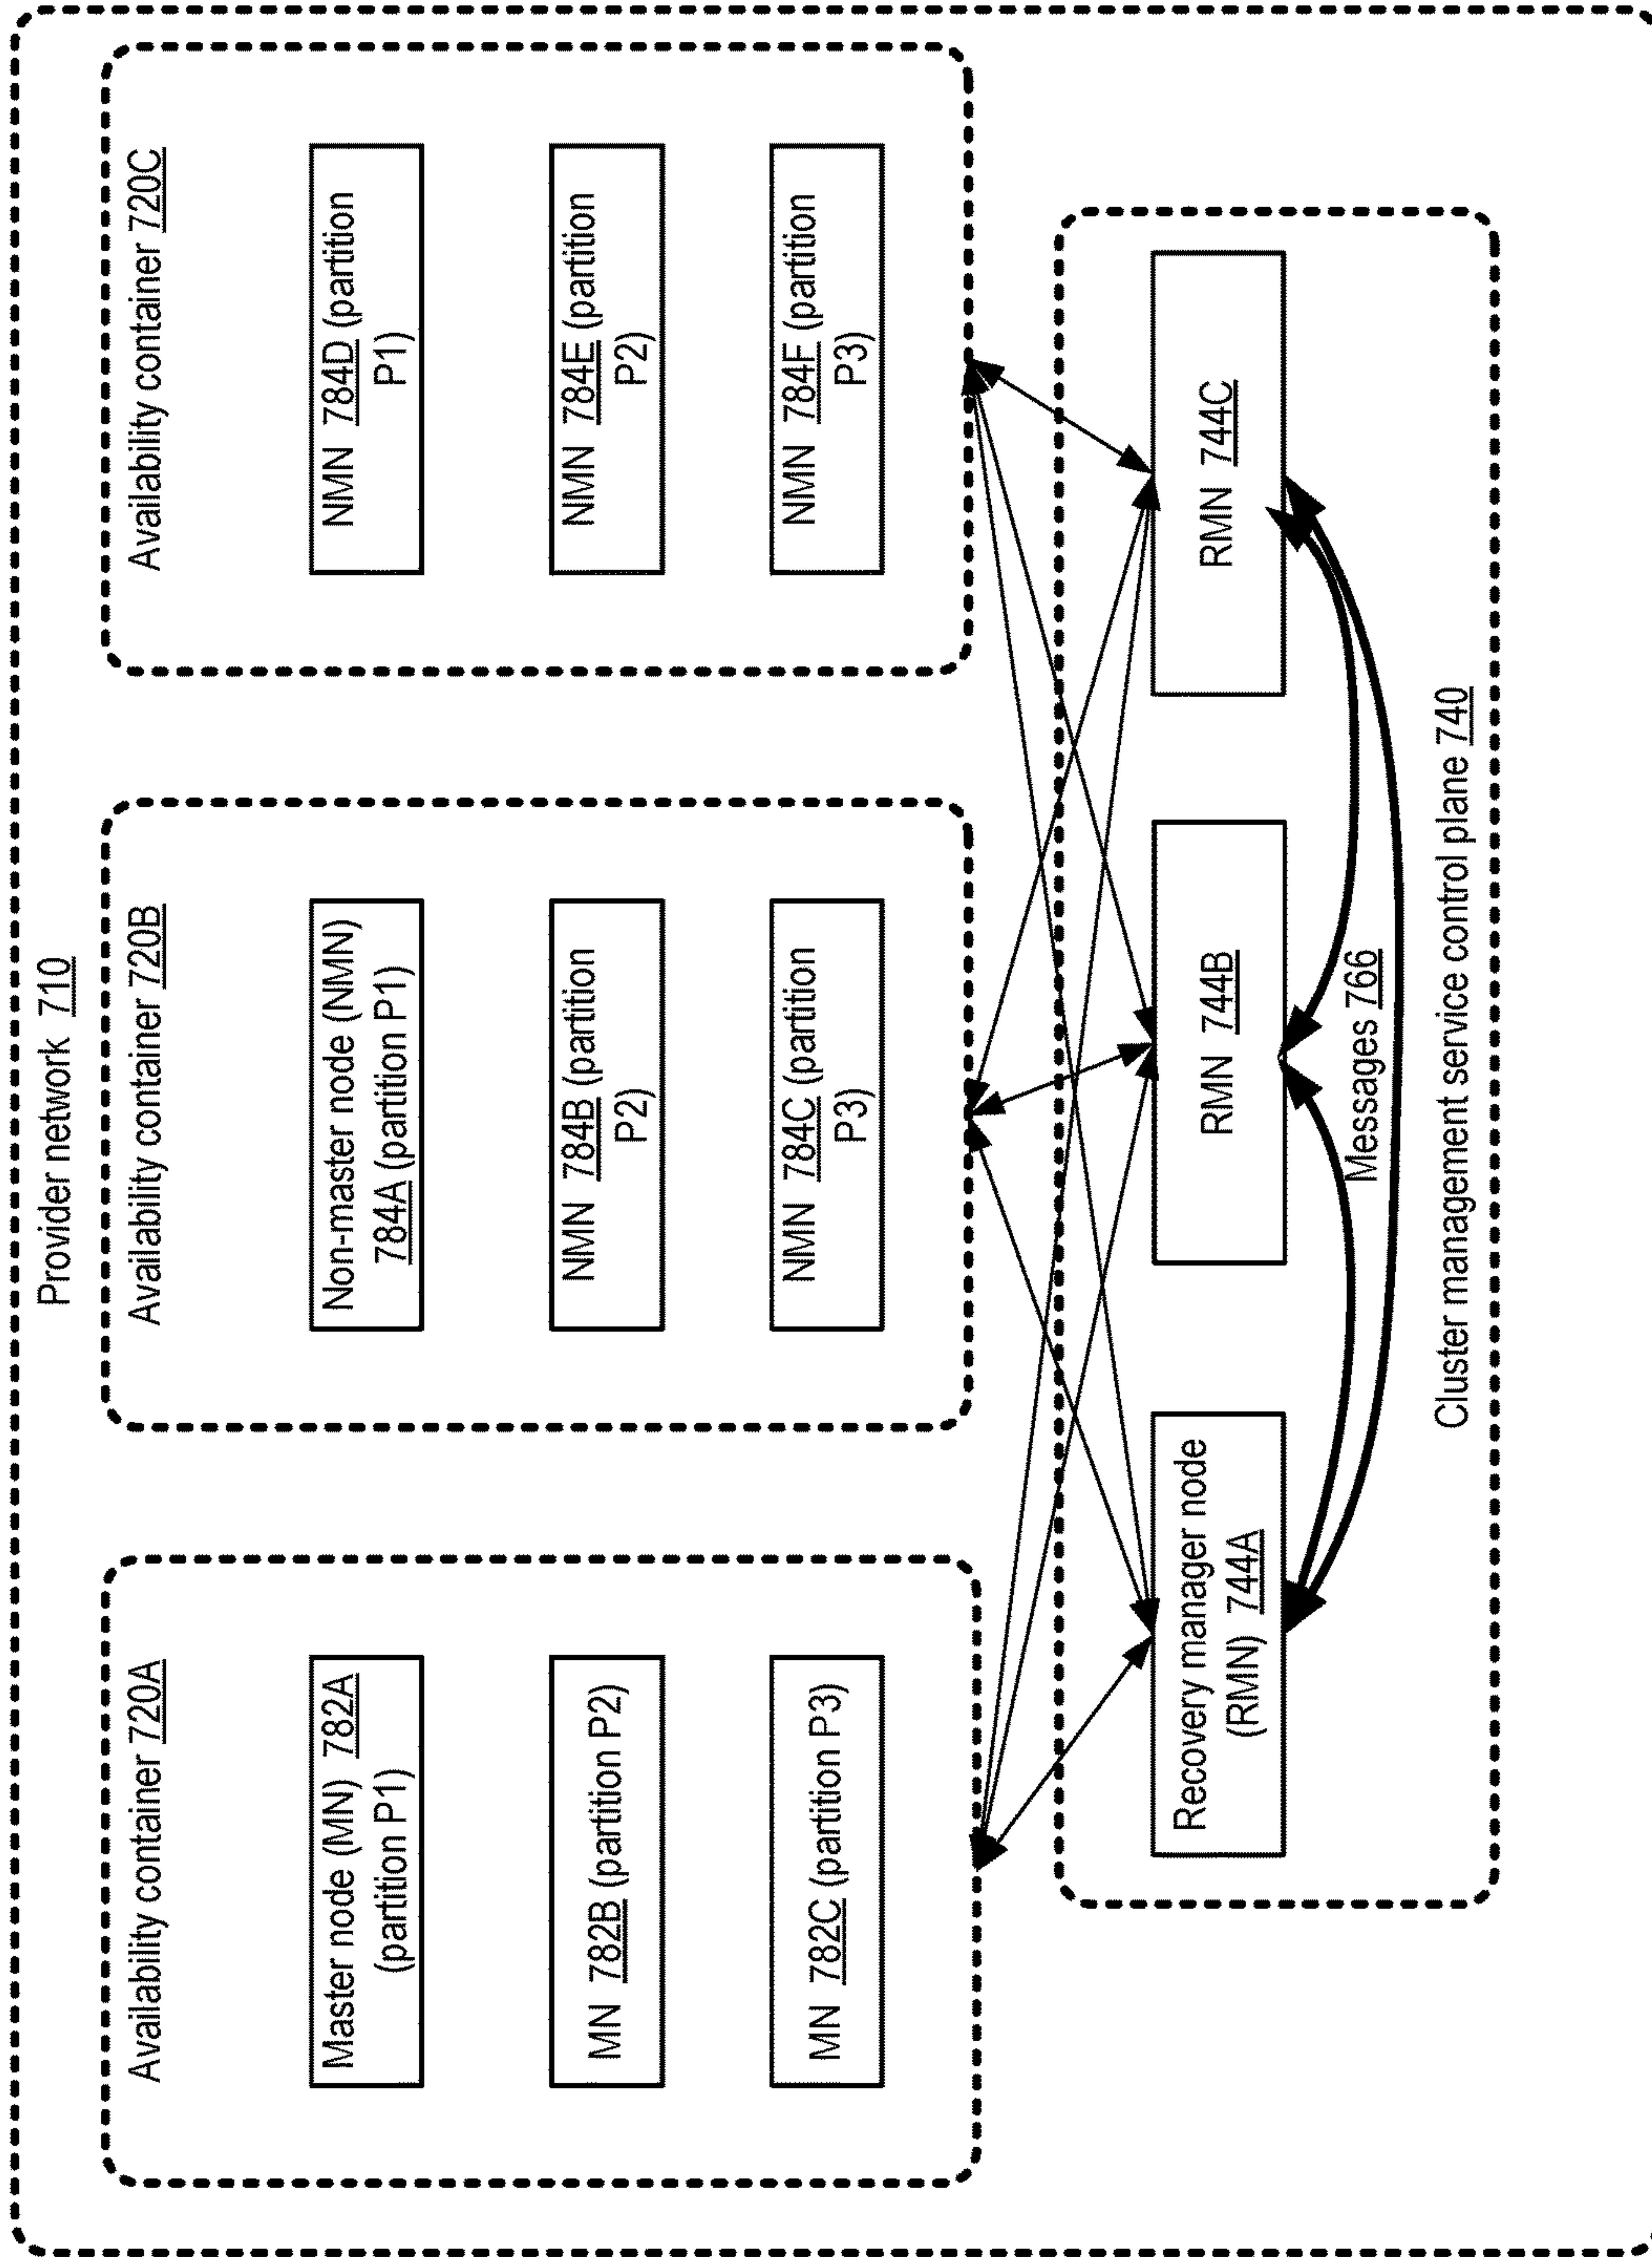 Provider network 710
Availability container 720A
Master node (MN) 782A
(partition P1)
MN 782B (partition P2)
MN 782C (partition P3)
Availability container 720B
Non-master node (NMN)
784A (partition P1)
NMN 784B (partition
P2)
NMN 784C (partition
P3)
Availability container 720C
NMN 784D (partition
P1)
NMN 784E (partition
P2)
NMN 784F (partition
P3)
Recovery manager node
(RMN) 744A
RMN 744B
RMN 744C
Messages 766
Cluster management service control plane 740